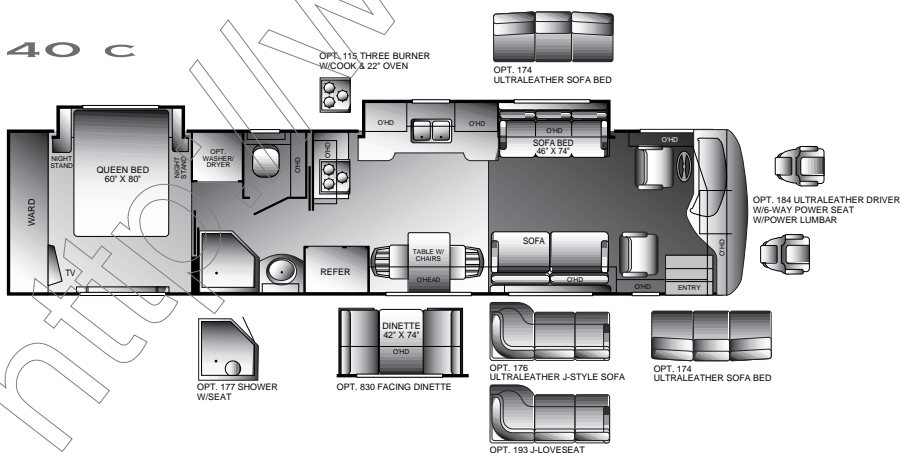 40 C
OPT. 115 THREE BURNER
W/COOK & 22" OVEN
OPT. 174
ULTRALEATHER SOFA BED
NIGHT
STAND
QUEEN BED
60" X 80"
NIGHT
STAND
WARD
TV
OPT.
WASHER/
DRYER
O'HD
O'HD
O'HD
O'HD
O'HD
SOFA BED
46" X 74"
O'HD
OPT. 184 ULTRALEATHER DRIVER
W/6-WAY POWER SEAT
W/POWER LUMBAR
REFER
TABLE W/
CHAIRS
O'HEAD
SOFA
O'HD
O'HD
ENTRY
O'HD
OPT. 177 SHOWER
W/SEAT
DINETTE
42" X 74"
O'HD
OPT. 830 FACING DINETTE
OPT. 176
ULTRALEATHER J-STYLE SOFA
OPT. 174
ULTRALEATHER SOFA BED
OPT. 193 J-LOVESEAT
http://w